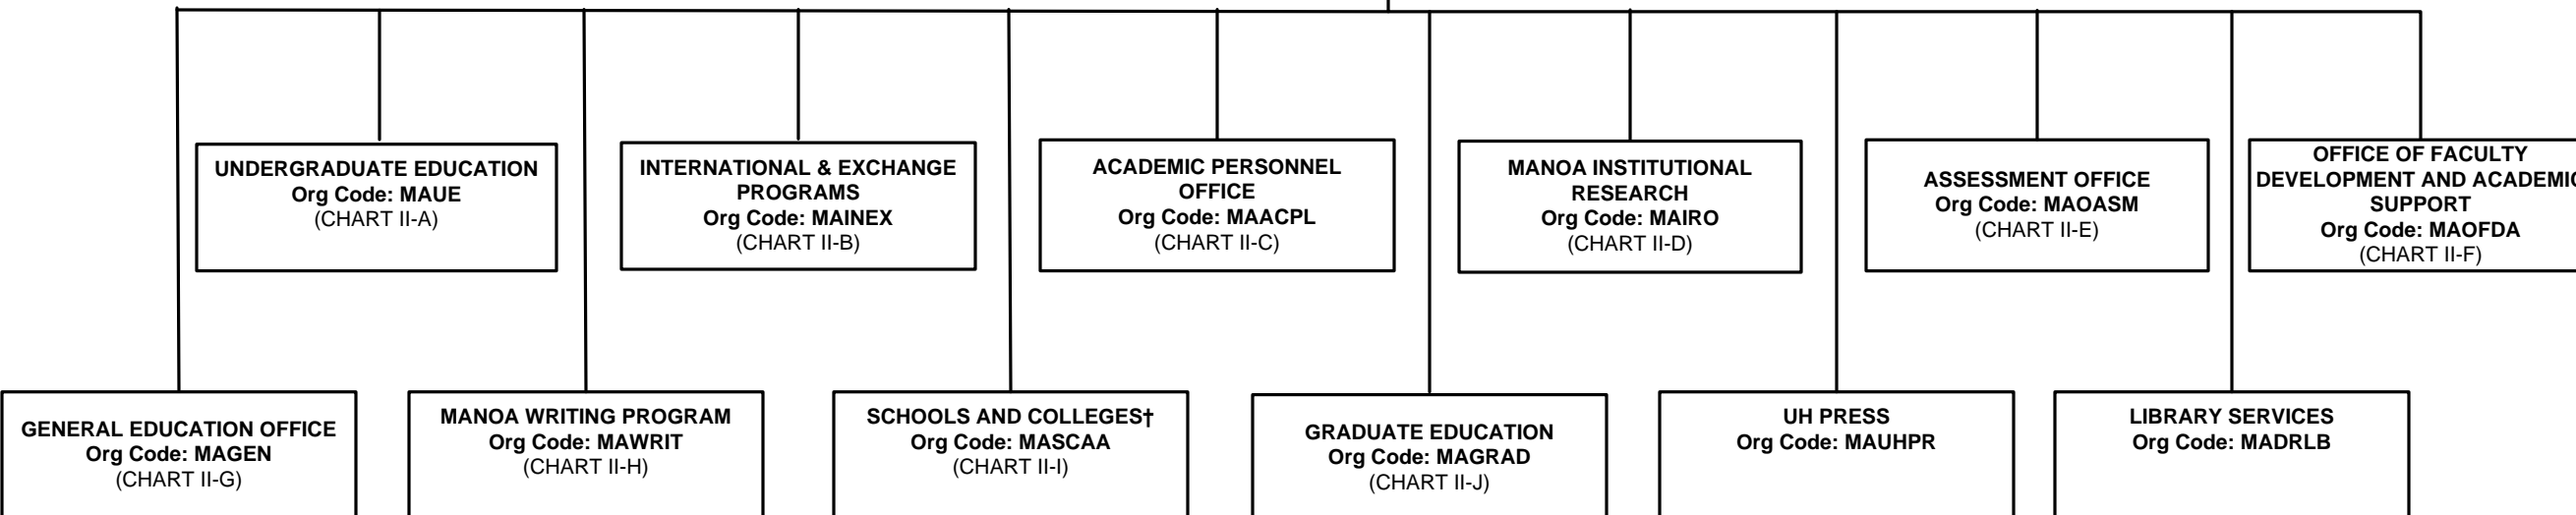 UNDERGRADUATE EDUCATION
Org Code: MAUE
(CHART II-A)
INTERNATIONAL & EXCHANGE
PROGRAMS
Org Code: MAINEX
(CHART II-B)
ACADEMIC PERSONNEL
OFFICE
Org Code: MAACPL
(CHART II-C)
MANOA INSTITUTIONAL
RESEARCH
Org Code: MAIRO
(CHART II-D)
ASSESSMENT OFFICE
Org Code: MAOASM
(CHART II-E)
OFFICE OF FACULTY
DEVELOPMENT AND ACADEMIC
SUPPORT
Org Code: MAOFDA
(CHART II-F)
GENERAL EDUCATION OFFICE
Org Code: MAGEN
(CHART II-G)
MANOA WRITING PROGRAM
Org Code: MAWRIT
(CHART II-H)
SCHOOLS AND COLLEGES†
Org Code: MASCAA
(CHART II-I)
GRADUATE EDUCATION
Org Code: MAGRAD
(CHART II-J)
UH PRESS
Org Code: MAUHPR
LIBRARY SERVICES
Org Code: MADRLB